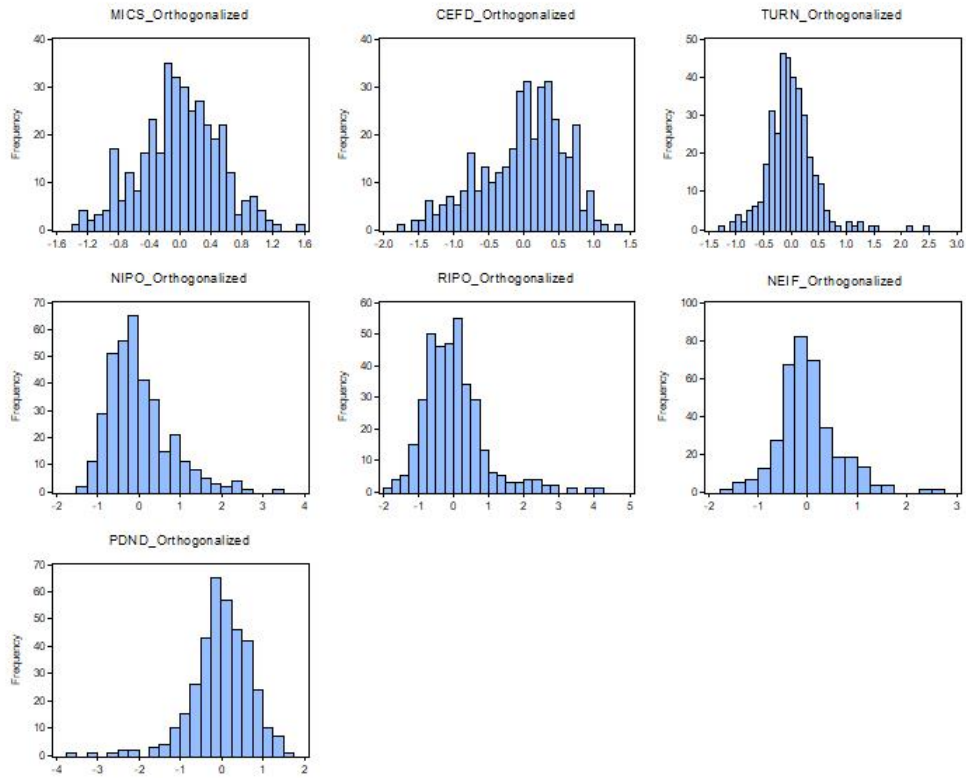 MICS_Orthogonalized
CEFD_Orthogonalized
TURN_Orthogonalized
40
30
20
10
0
Frequency
-1.6 -1.2 -0.8 -0.4 0.0 0.4 0.8 1.2 1.6
40
30
20
10
0
Frequency
-2.0 -1.5 -1.0 -0.5 0.0 0.5 1.0 1.5
50
40
30
20
10
0
Frequency
-1.5 -1.0 -0.5 0.0 0.5 1.0 1.5 2.0 2.5 3.0
NIPO_Orthogonalized
RIPO_Orthogonalized
NEIF_Orthogonalized
70
60
50
40
30
20
10
0
Frequency
-2 -1 0 1 2 3 4
60
50
40
30
20
10
0
Frequency
-2 -1 0 1 2 3 4 5
100
80
60
40
20
0
Frequency
-2 -1 0 1 2 3
PDND_Orthogonalized
70
60
50
40
30
20
10
0
Frequency
-4 -3 -2 -1 0 1 2